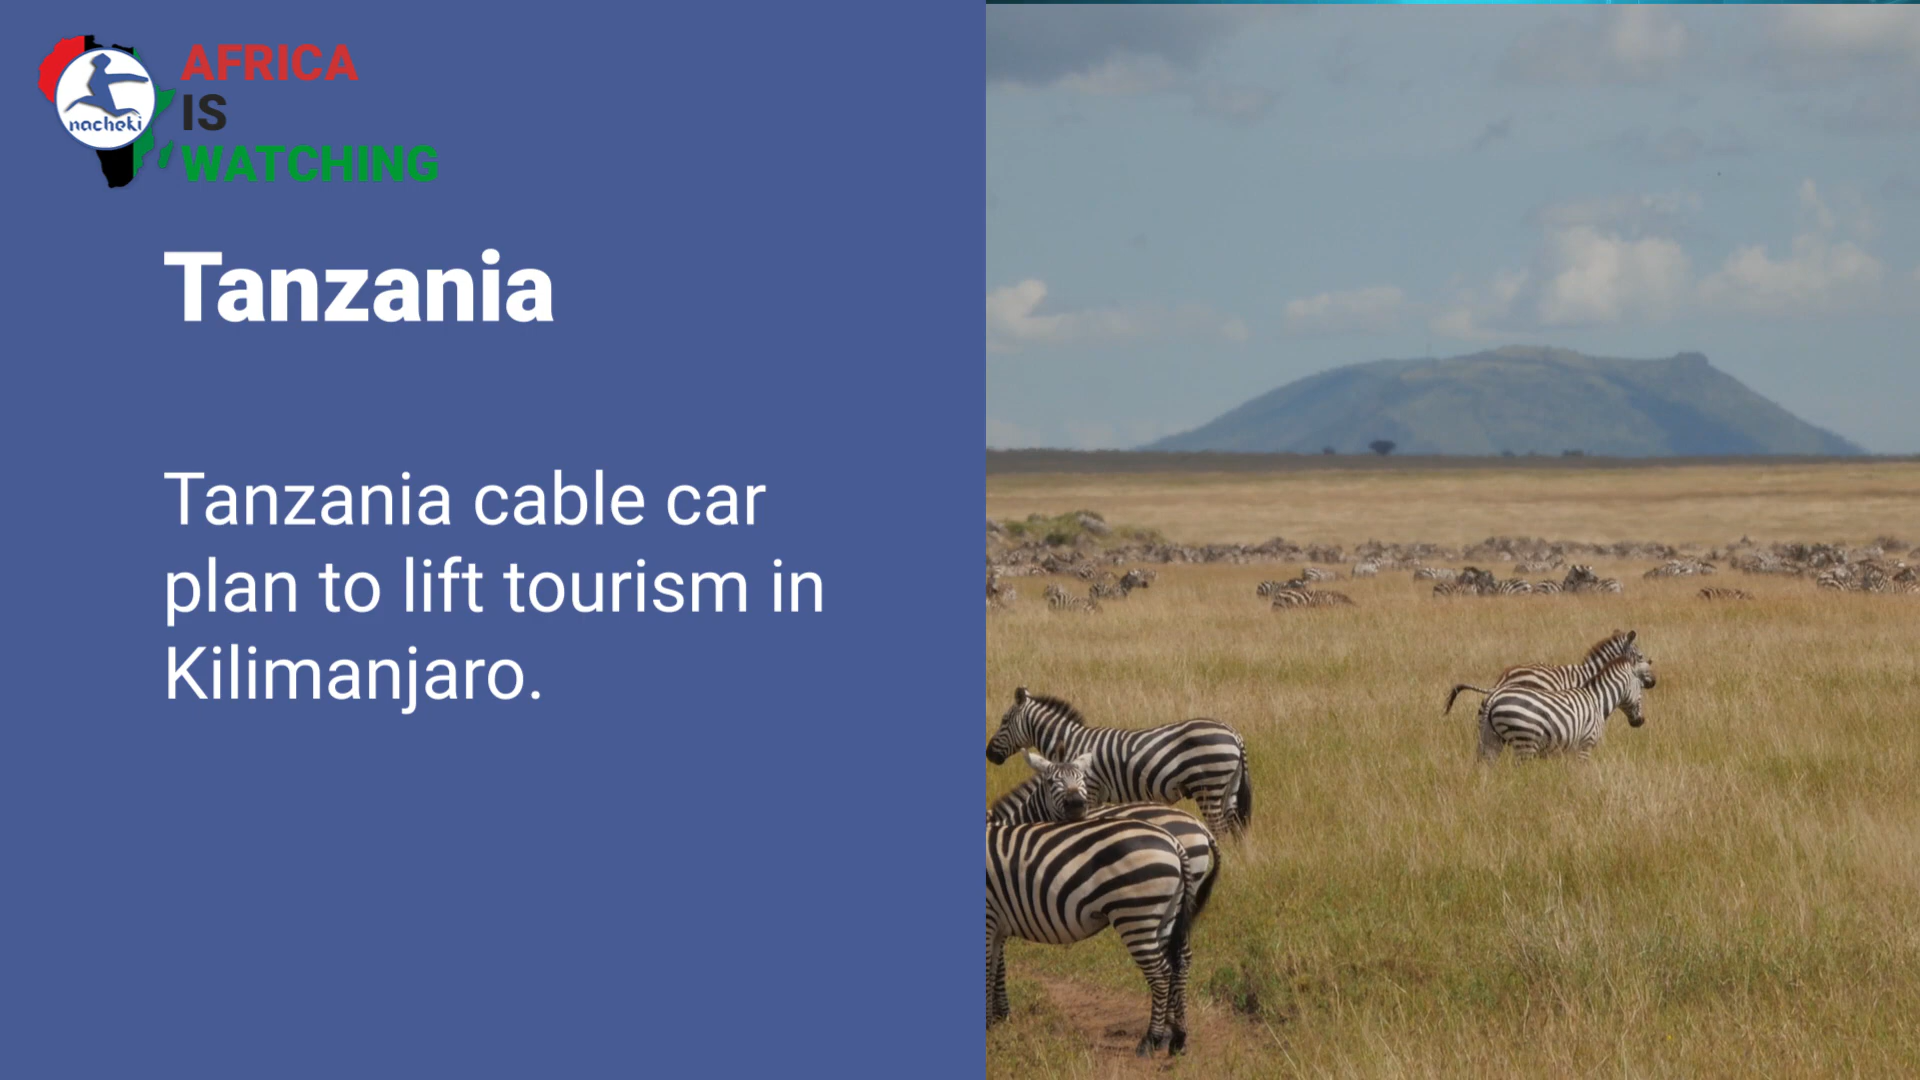 nacheki
AFRICA
IS
WATCHING
Tanzania
Tanzania cable car
plan to lift tourism in
Kilimanjaro.